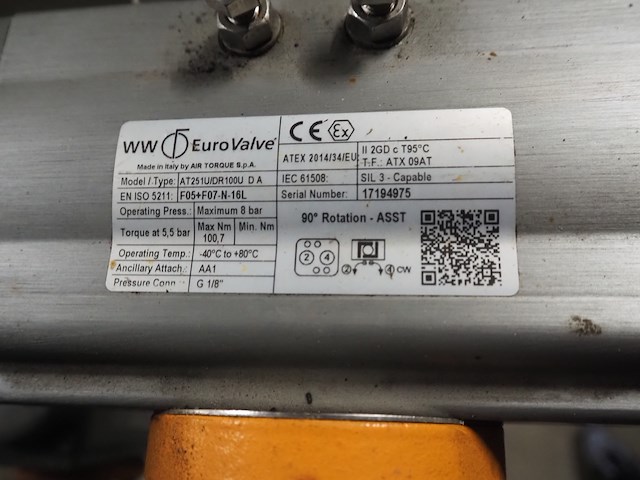 WW EuroValve
Made in Italy by AIR TORQUE S.p.A.
Model / Type: AT251U/DR100U D A
EN ISO 5211: F05+F07-N-16L
Operating Press.: Maximum 8 bar
Torque at 5,5 bar Max Nm 100,7 Min. Nm
Operating Temp.: -40°C to +80°C
Ancillary Attach.: AA1
Pressure Conn.: G 1/8"
CE Ex
ATEX 2014/34/EU II 2GD c T95°C
T.F.: ATX 09AT
IEC 61508: SIL 3 - Capable
Serial Number: 17194975
90° Rotation - ASST
2 4
2 4 CW